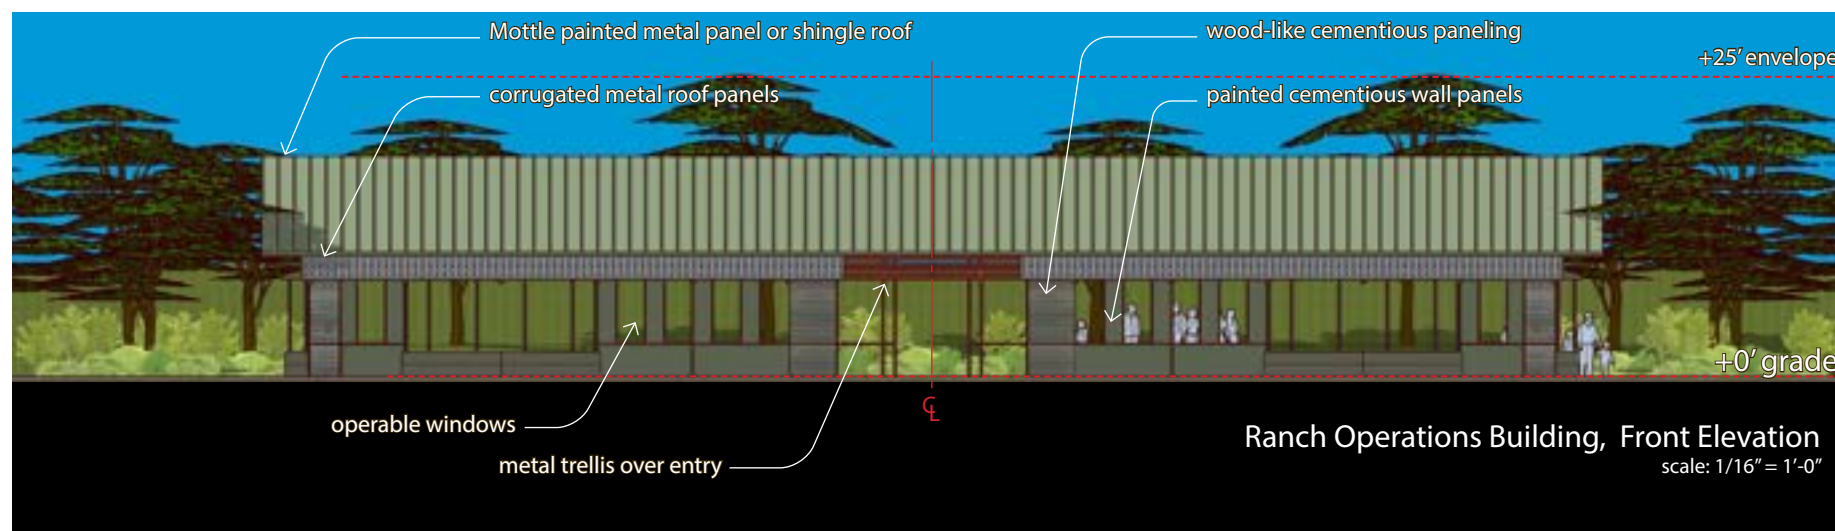 Mottle painted metal panel or shingle roof
wood-like cementious paneling
+25' envelope
corrugated metal roof panels
painted cementious wall panels
+0' grade
℄
operable windows
metal trellis over entry
Ranch Operations Building, Front Elevation
scale: 1/16" = 1'-0"